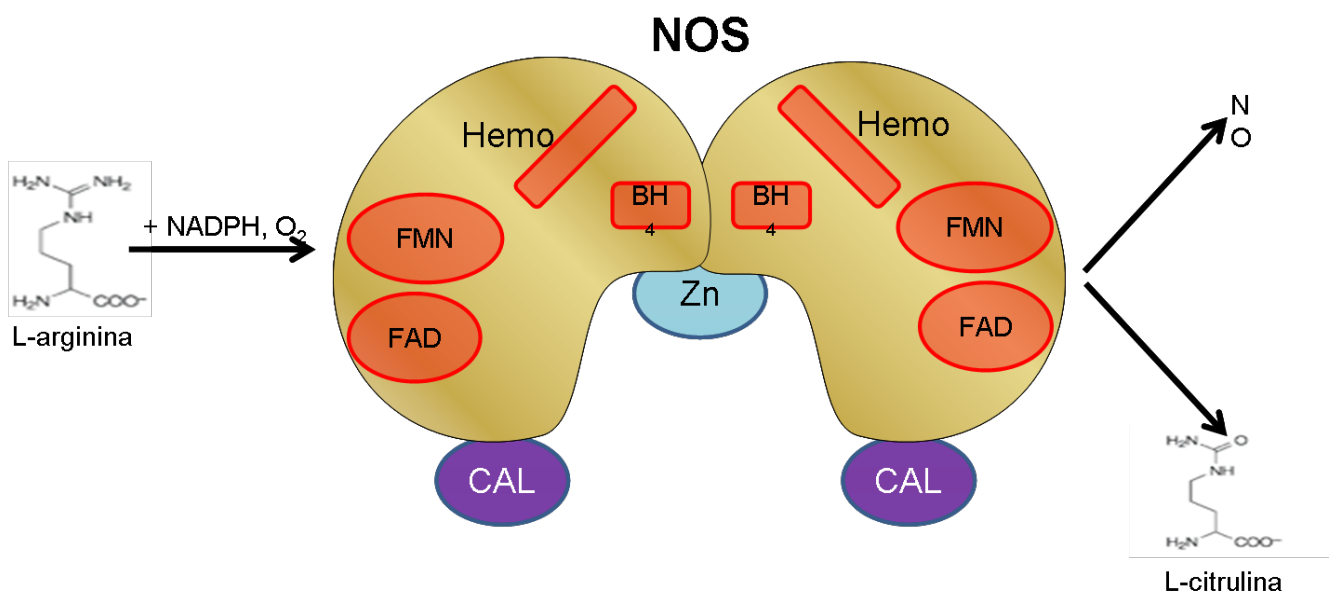 NOS
Hemo
Hemo
N
O
H₂N
NH₂
NH
+ NADPH, O₂
BH
4
BH
4
FMN
FMN
H₂N
COO⁻
L-arginina
Zn
FAD
FAD
CAL
CAL
H₂N
O
NH
H₂N
COO⁻
L-citrulina